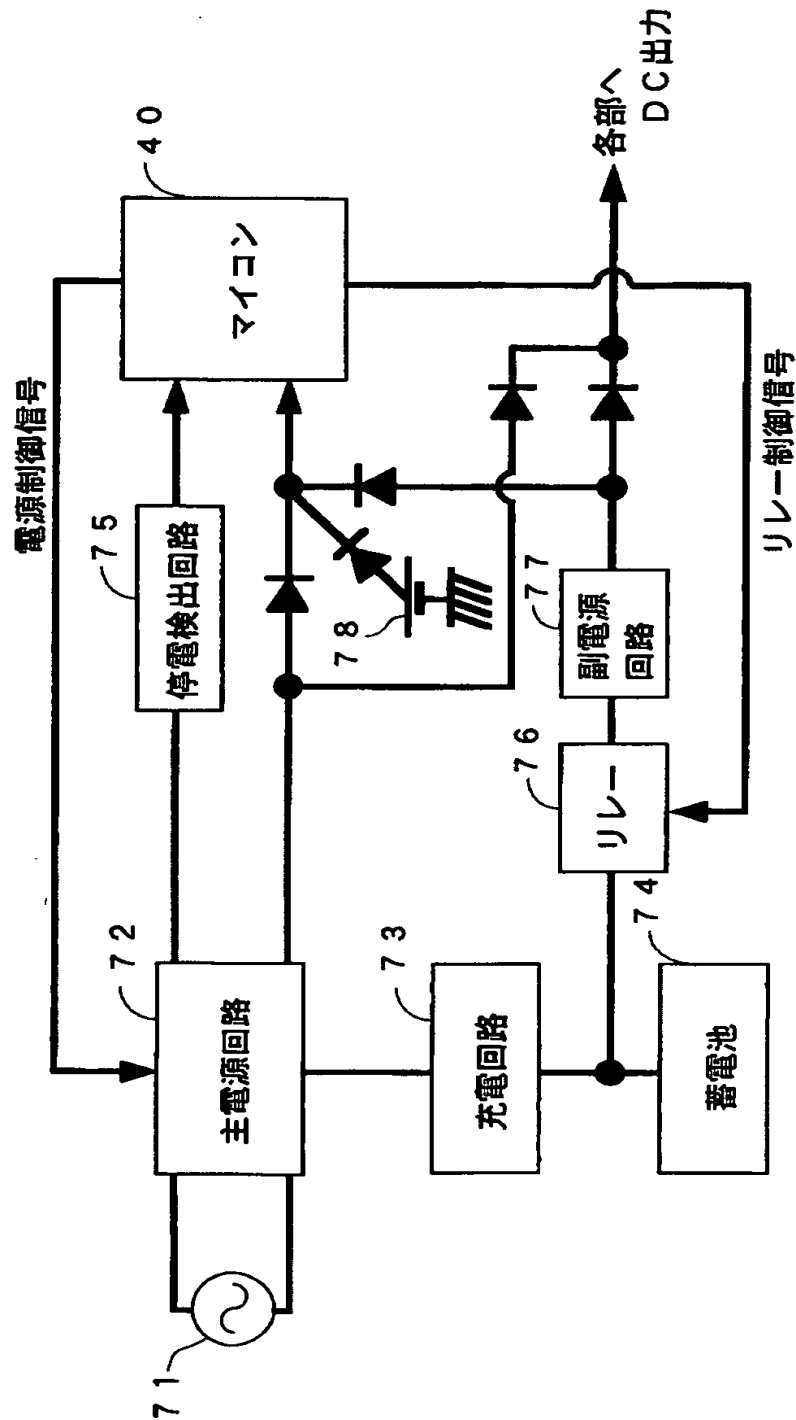 電源制御信号
４０
マイコン
７５
停電検出回路
７２
主電源回路
７１
７８
７３
充電回路
７４
蓄電池
７６
リレー
７７
副電源
回路
リレー制御信号
各部へ
ＤＣ出力